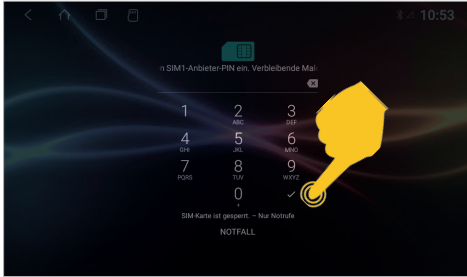 10:53
n SIM1-Anbieter-PIN ein. Verbleibende Mal
1 2 3
ABC DEF
4 5 6
GHI JKL MNO
7 8 9
PQRS TUV WXYZ
0
+
SIM-Karte ist gesperrt. – Nur Notrufe
NOTFALL